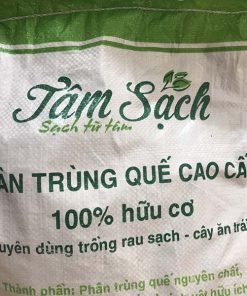 Tâm Sạch
Sạch từ tâm
ÂN TRÙNG QUẾ CAO CẤ
100% hữu cơ
uyên dùng trồng rau sạch - cây ăn trá
Thành phần: Phân trùng quế nguyên chất,